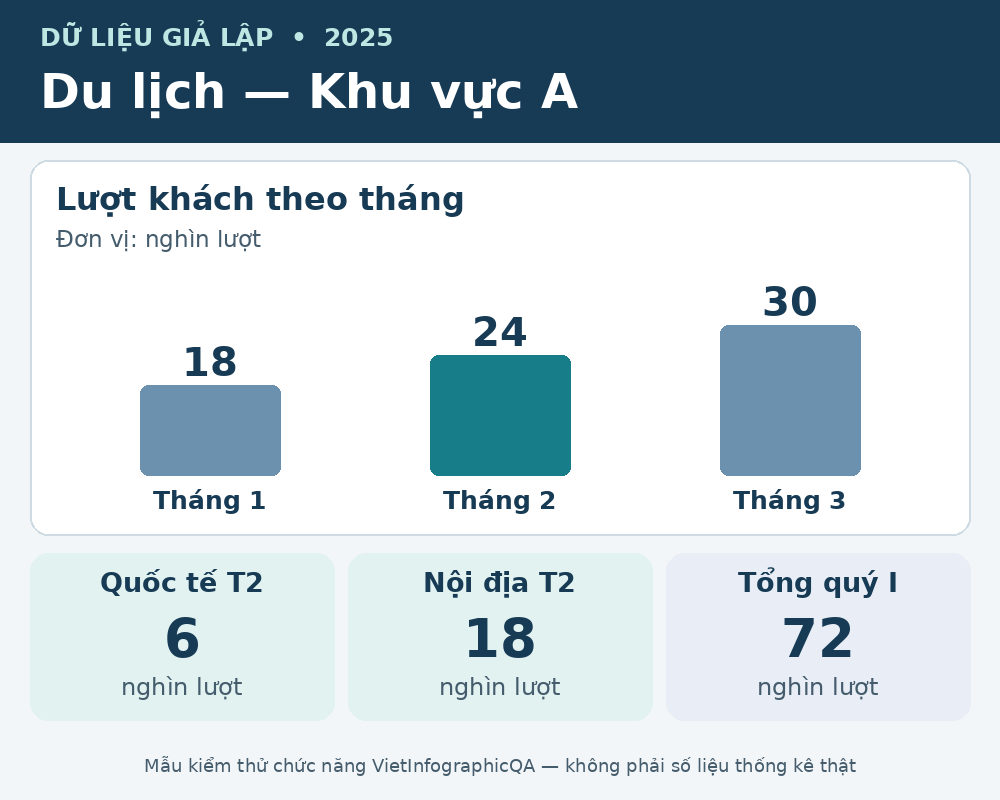 DỮ LIỆU GIẢ LẬP • 2025
Du lịch — Khu vực A
Lượt khách theo tháng
Đơn vị: nghìn lượt
18
24
30
Tháng 1
Tháng 2
Tháng 3
Quốc tế T2
6
nghìn lượt
Nội địa T2
18
nghìn lượt
Tổng quý I
72
nghìn lượt
Mẫu kiểm thử chức năng VietInfographicQA — không phải số liệu thống kê thật